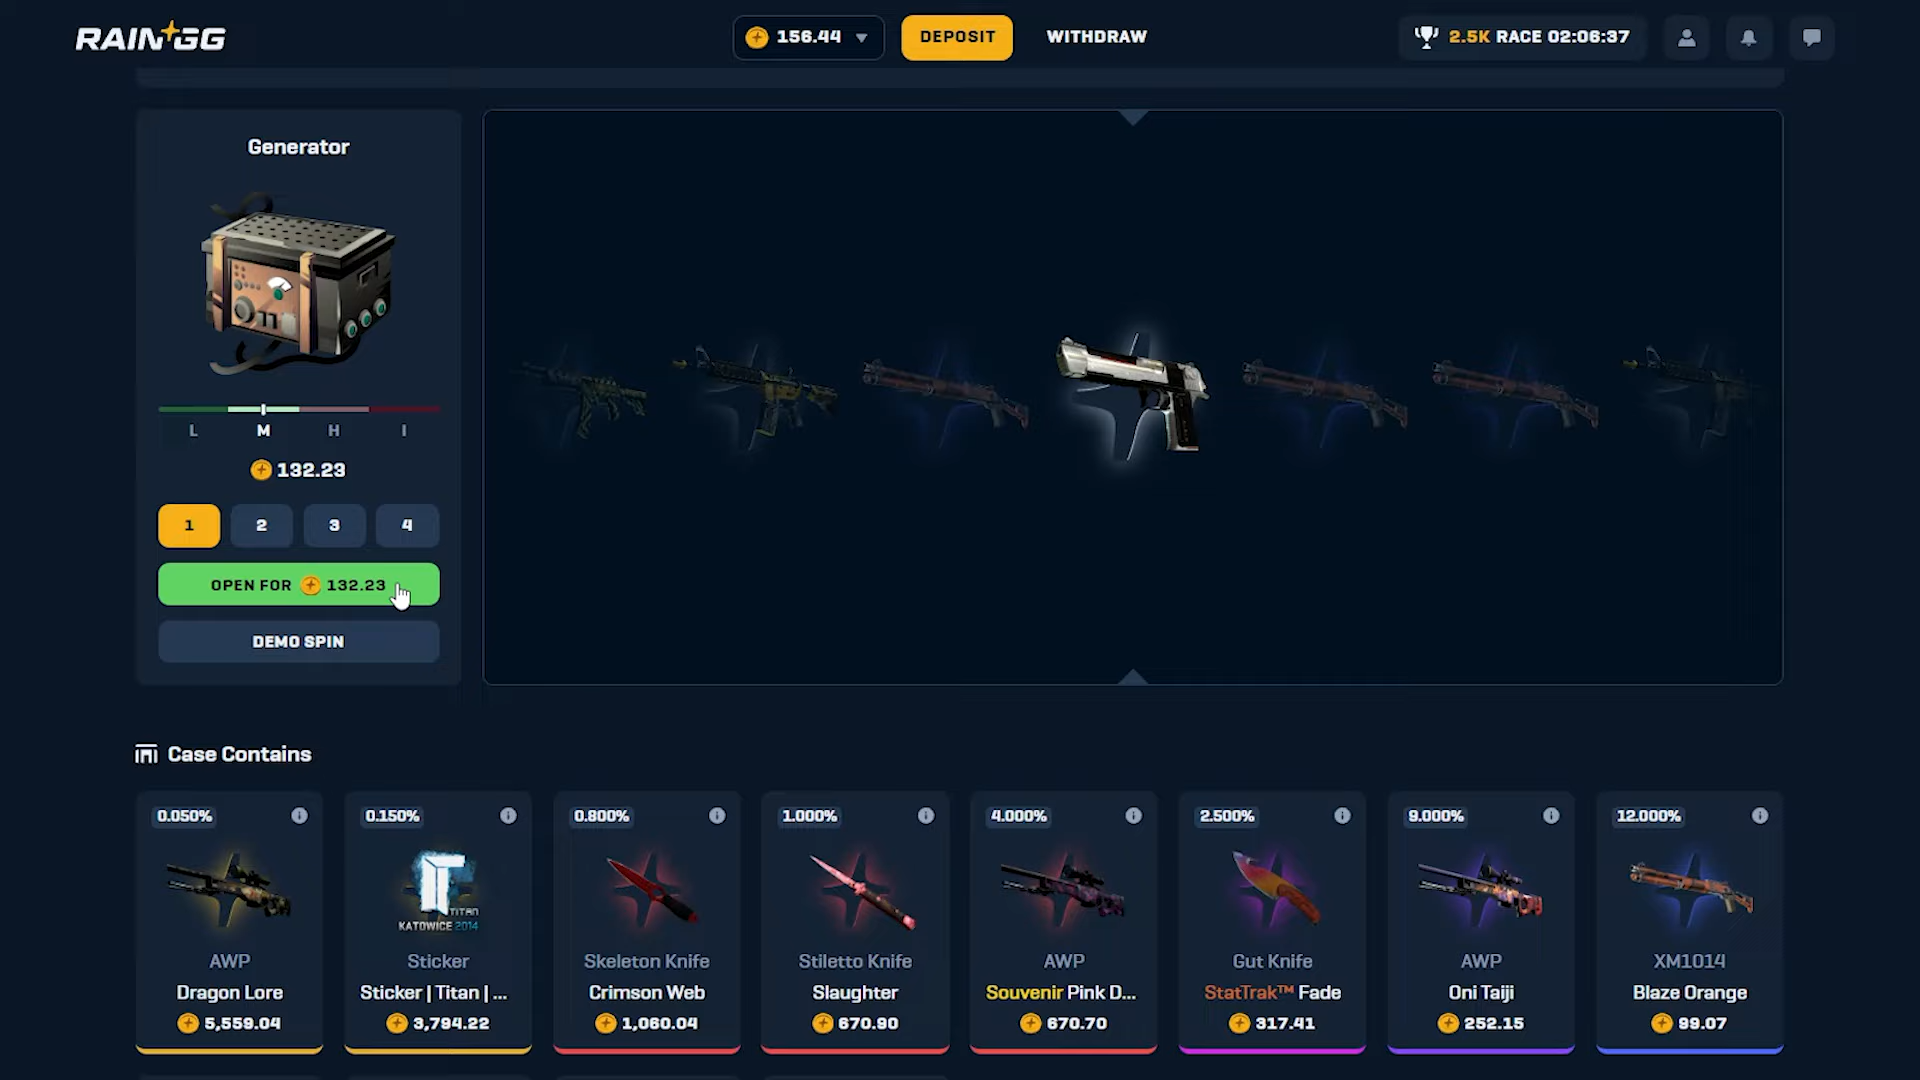 RAIN GG
156.44
DEPOSIT
WITHDRAW
2.5K RACE 02:06:37
Generator
L M H I
132.23
1 2 3 4
OPEN FOR 132.23
DEMO SPIN
Case Contains
0.050%
AWP
Dragon Lore
5,559.04
0.150%
TITAN
KATOWICE 2014
Sticker
Sticker | Titan | ...
3,794.22
0.800%
Skeleton Knife
Crimson Web
1,060.04
1.000%
Stiletto Knife
Slaughter
670.90
4.000%
AWP
Souvenir Pink D...
670.70
2.500%
Gut Knife
StatTrak™ Fade
317.41
9.000%
AWP
Oni Taiji
252.15
12.000%
XM1014
Blaze Orange
99.07